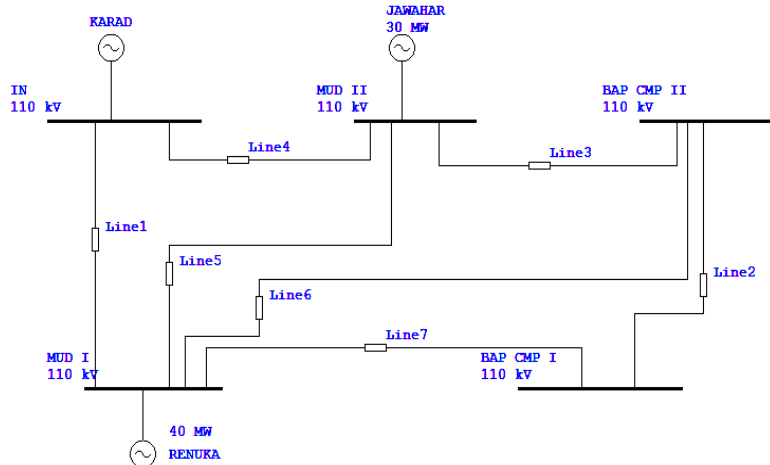 KARAD
JAWAHAR
30 MW
IN
110 kV
MUD II
110 kV
BAP CMP II
110 kV
Line4
Line3
Line1
Line5
Line2
Line6
Line7
MUD I
110 kV
BAP CMP I
110 kV
40 MW
RENUKA